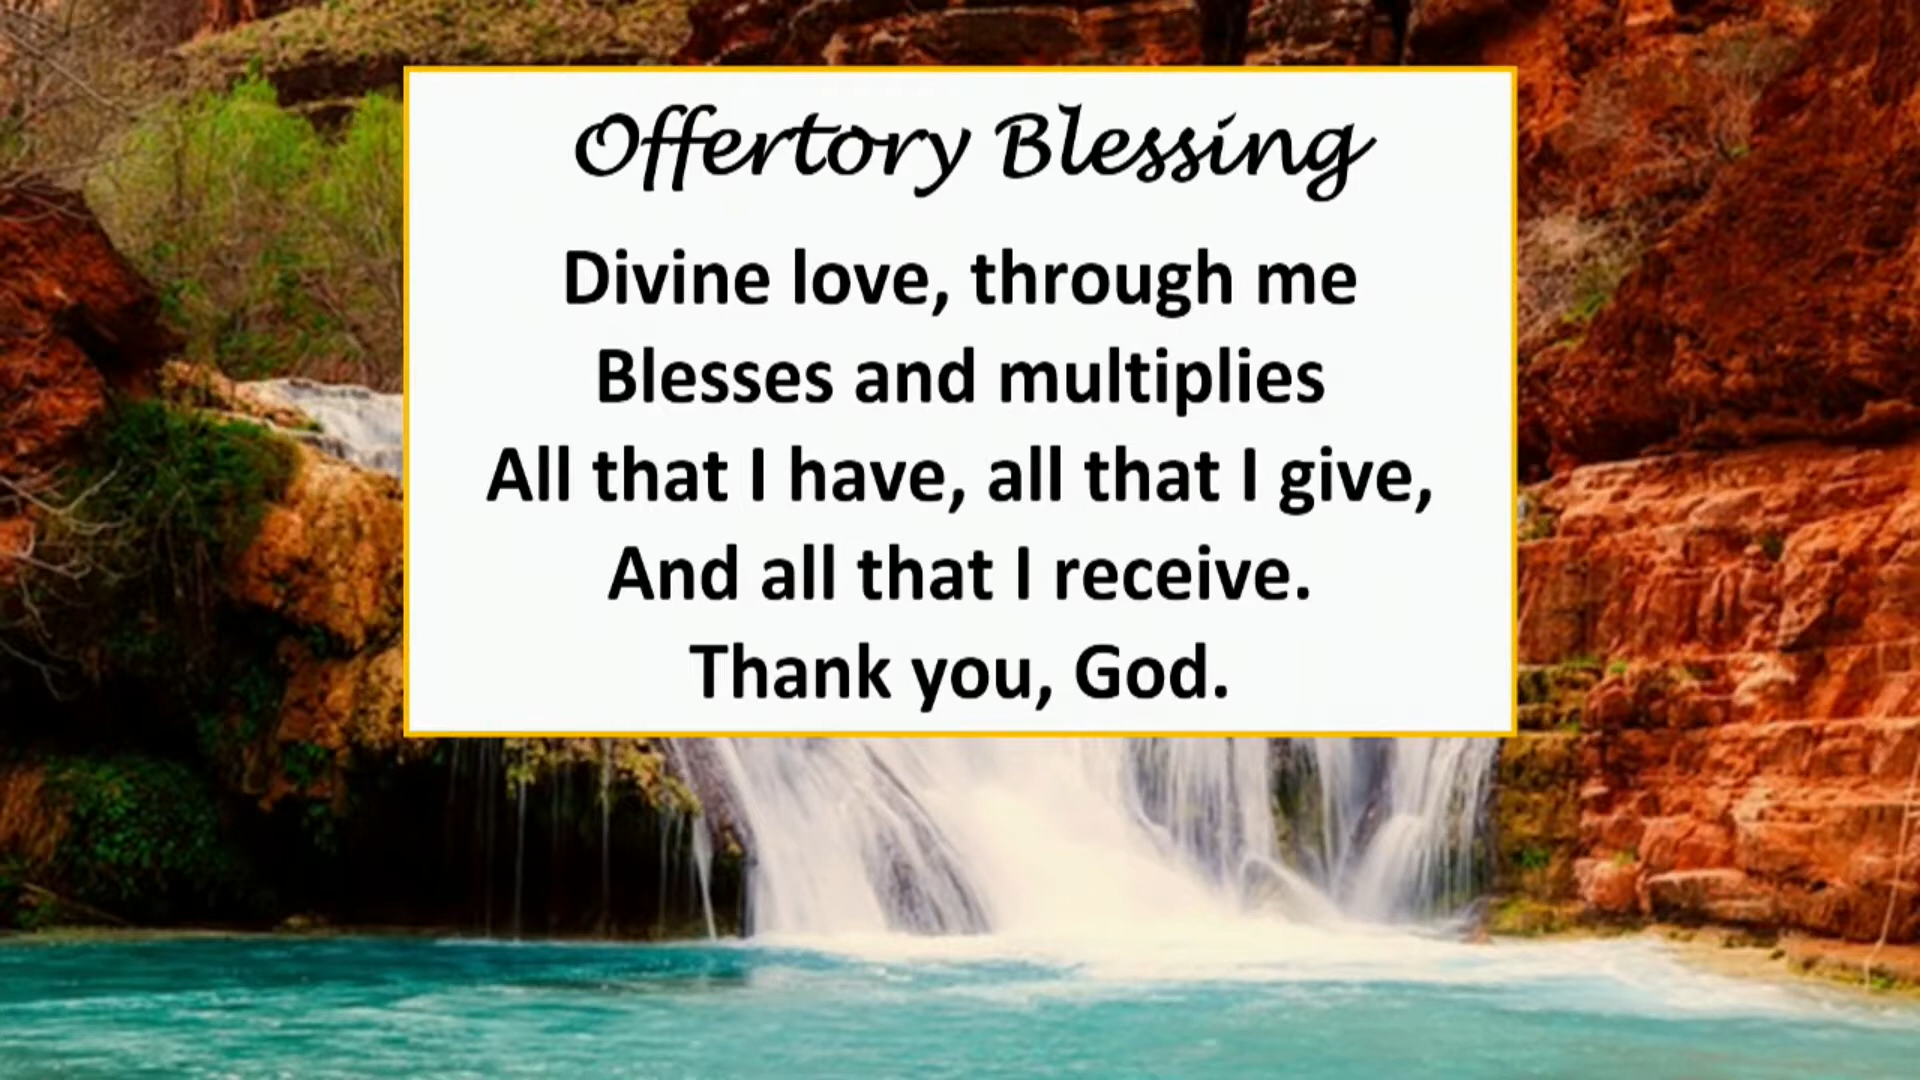 Offertory Blessing
Divine love, through me
Blesses and multiplies
All that I have, all that I give,
And all that I receive.
Thank you, God.